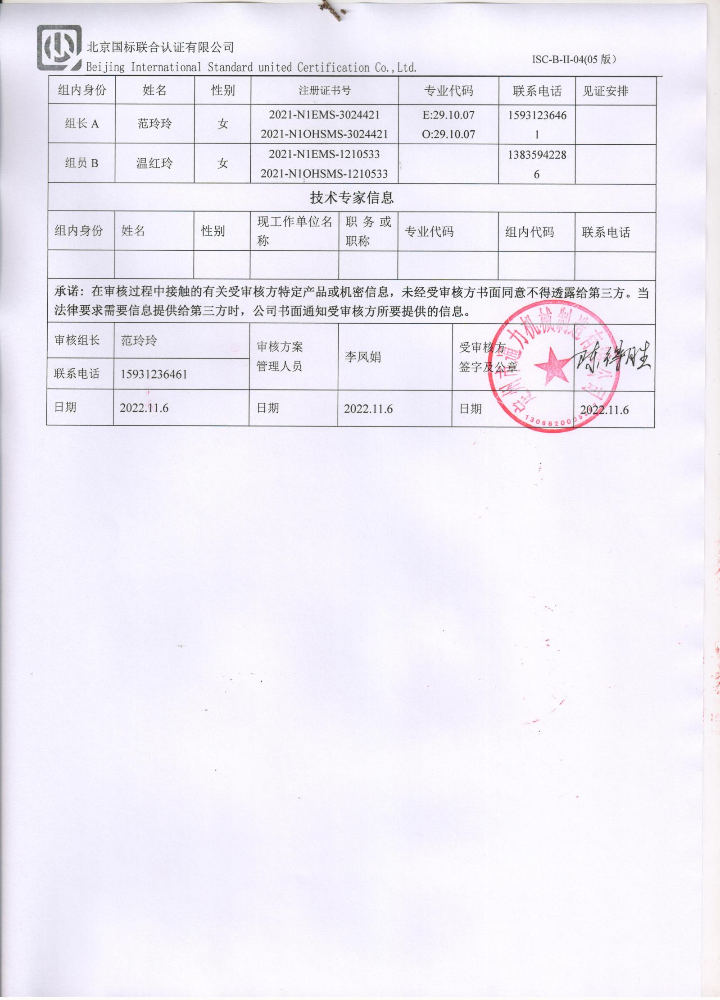 北京国标联合认证有限公司
Beijing International Standard united Certification Co.,Ltd.
ISC-B-II-04(05 版）
组内身份 姓名 性别 注册证书号 专业代码 联系电话 见证安排
组长 A 范玲玲 女 2021-N1EMS-3024421 E:29.10.07 1593123646
2021-N1OHSMS-3024421 O:29.10.07 1
组员 B 温红玲 女 2021-N1EMS-1210533 1383594228
2021-N1OHSMS-1210533 6
技术专家信息
组内身份 姓名 性别 现工作单位名 职 务 或 专业代码 组内代码 联系电话
称 职称
承诺：在审核过程中接触的有关受审核方特定产品或机密信息，未经受审核方书面同意不得透露给第三方。当
法律要求需要信息提供给第三方时，公司书面通知受审核方所要提供的信息。
审核组长 范玲玲 审核方案 李凤娟 受审核方
管理人员 签字及公章
联系电话 15931236461
日期 2022.11.6 日期 2022.11.6 日期 2022.11.6
定州市通力机械制造有限公司